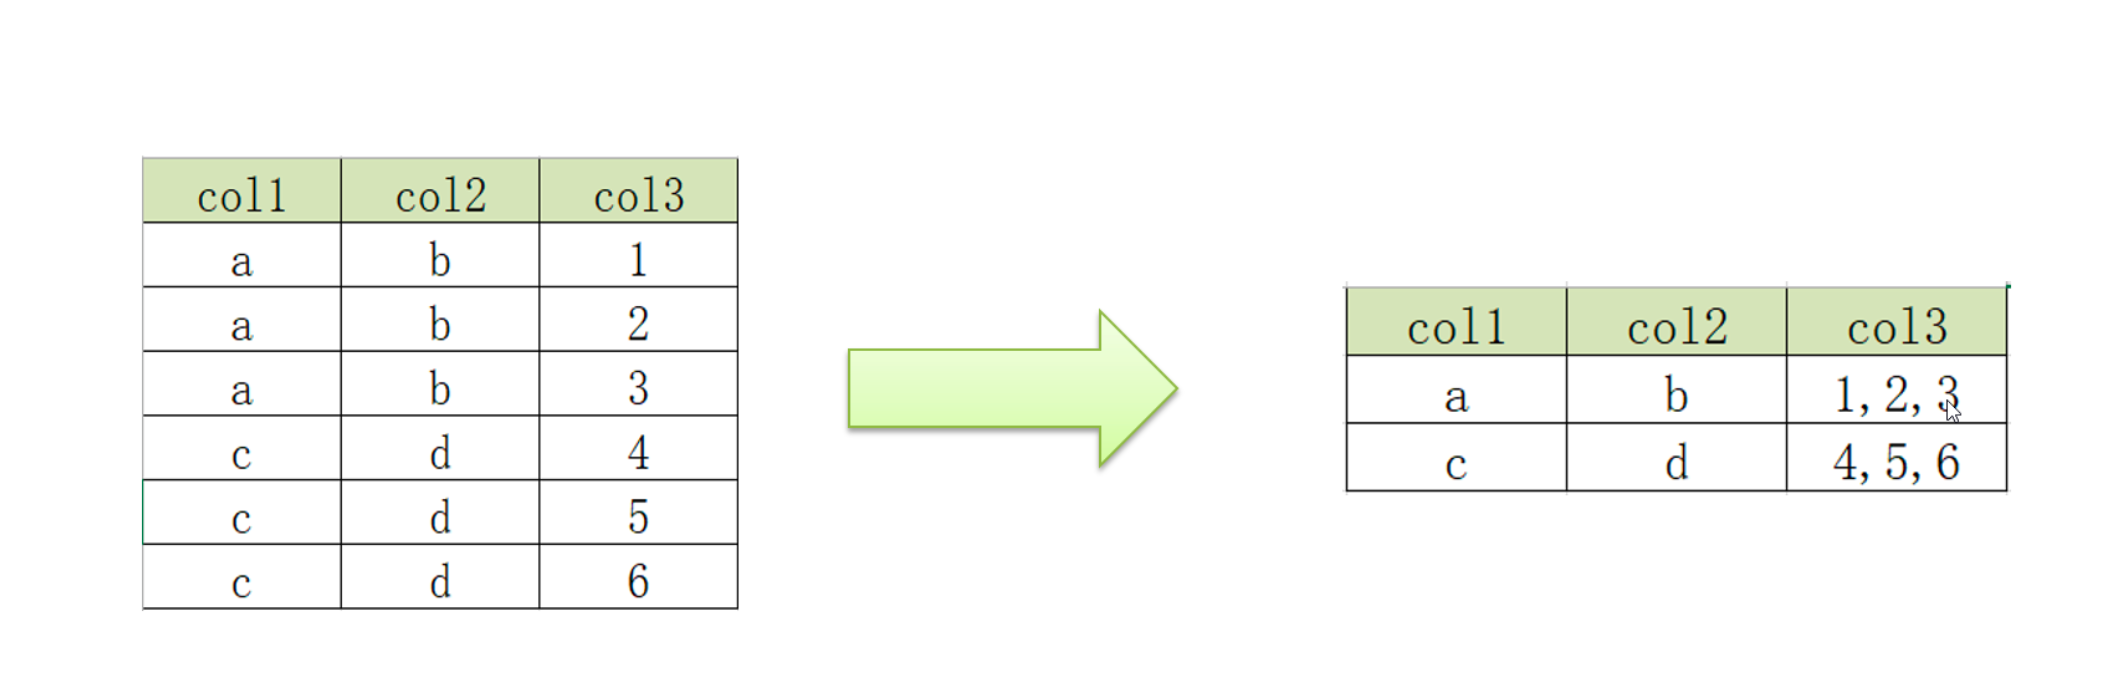 col1 col2 col3
a b 1
a b 2
a b 3
c d 4
c d 5
c d 6
col1 col2 col3
a b 1,2,3
c d 4,5,6